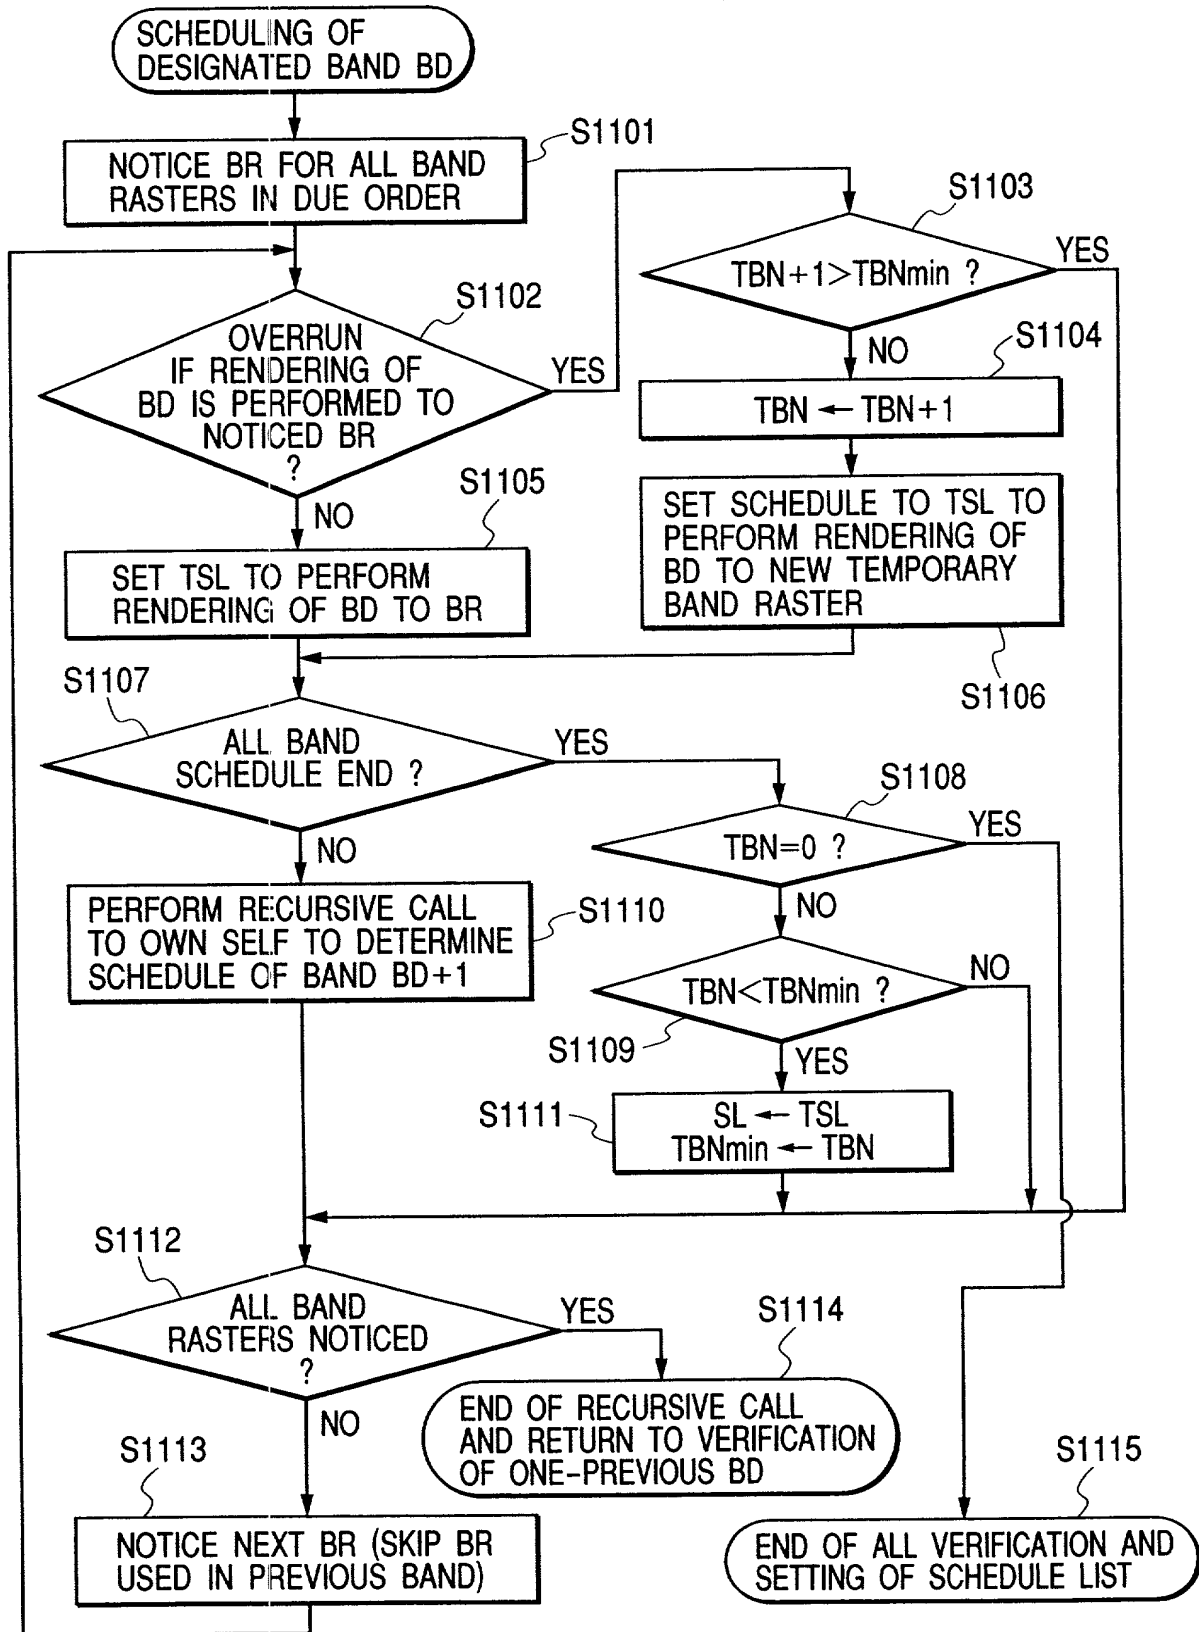 SCHEDULING OF
DESIGNATED BAND BD
S1101
NOTICE BR FOR ALL BAND
RASTERS IN DUE ORDER
S1103
TBN+1>TBNmin ?
YES
NO
S1102
OVERRUN
IF RENDERING OF
BD IS PERFORMED TO
NOTICED BR
?
YES
NO
S1104
TBN ← TBN+1
S1105
SET TSL TO PERFORM
RENDERING OF BD TO BR
SET SCHEDULE TO TSL TO
PERFORM RENDERING OF
BD TO NEW TEMPORARY
BAND RASTER
S1106
S1107
ALL BAND
SCHEDULE END ?
YES
NO
S1108
TBN=0 ?
YES
NO
PERFORM RECURSIVE CALL
TO OWN SELF TO DETERMINE
SCHEDULE OF BAND BD+1
S1110
TBN<TBNmin ?
NO
S1109
YES
S1111
SL ← TSL
TBNmin ← TBN
S1112
ALL BAND
RASTERS NOTICED
?
YES
NO
S1114
END OF RECURSIVE CALL
AND RETURN TO VERIFICATION
OF ONE-PREVIOUS BD
S1113
NOTICE NEXT BR (SKIP BR
USED IN PREVIOUS BAND)
S1115
END OF ALL VERIFICATION AND
SETTING OF SCHEDULE LIST